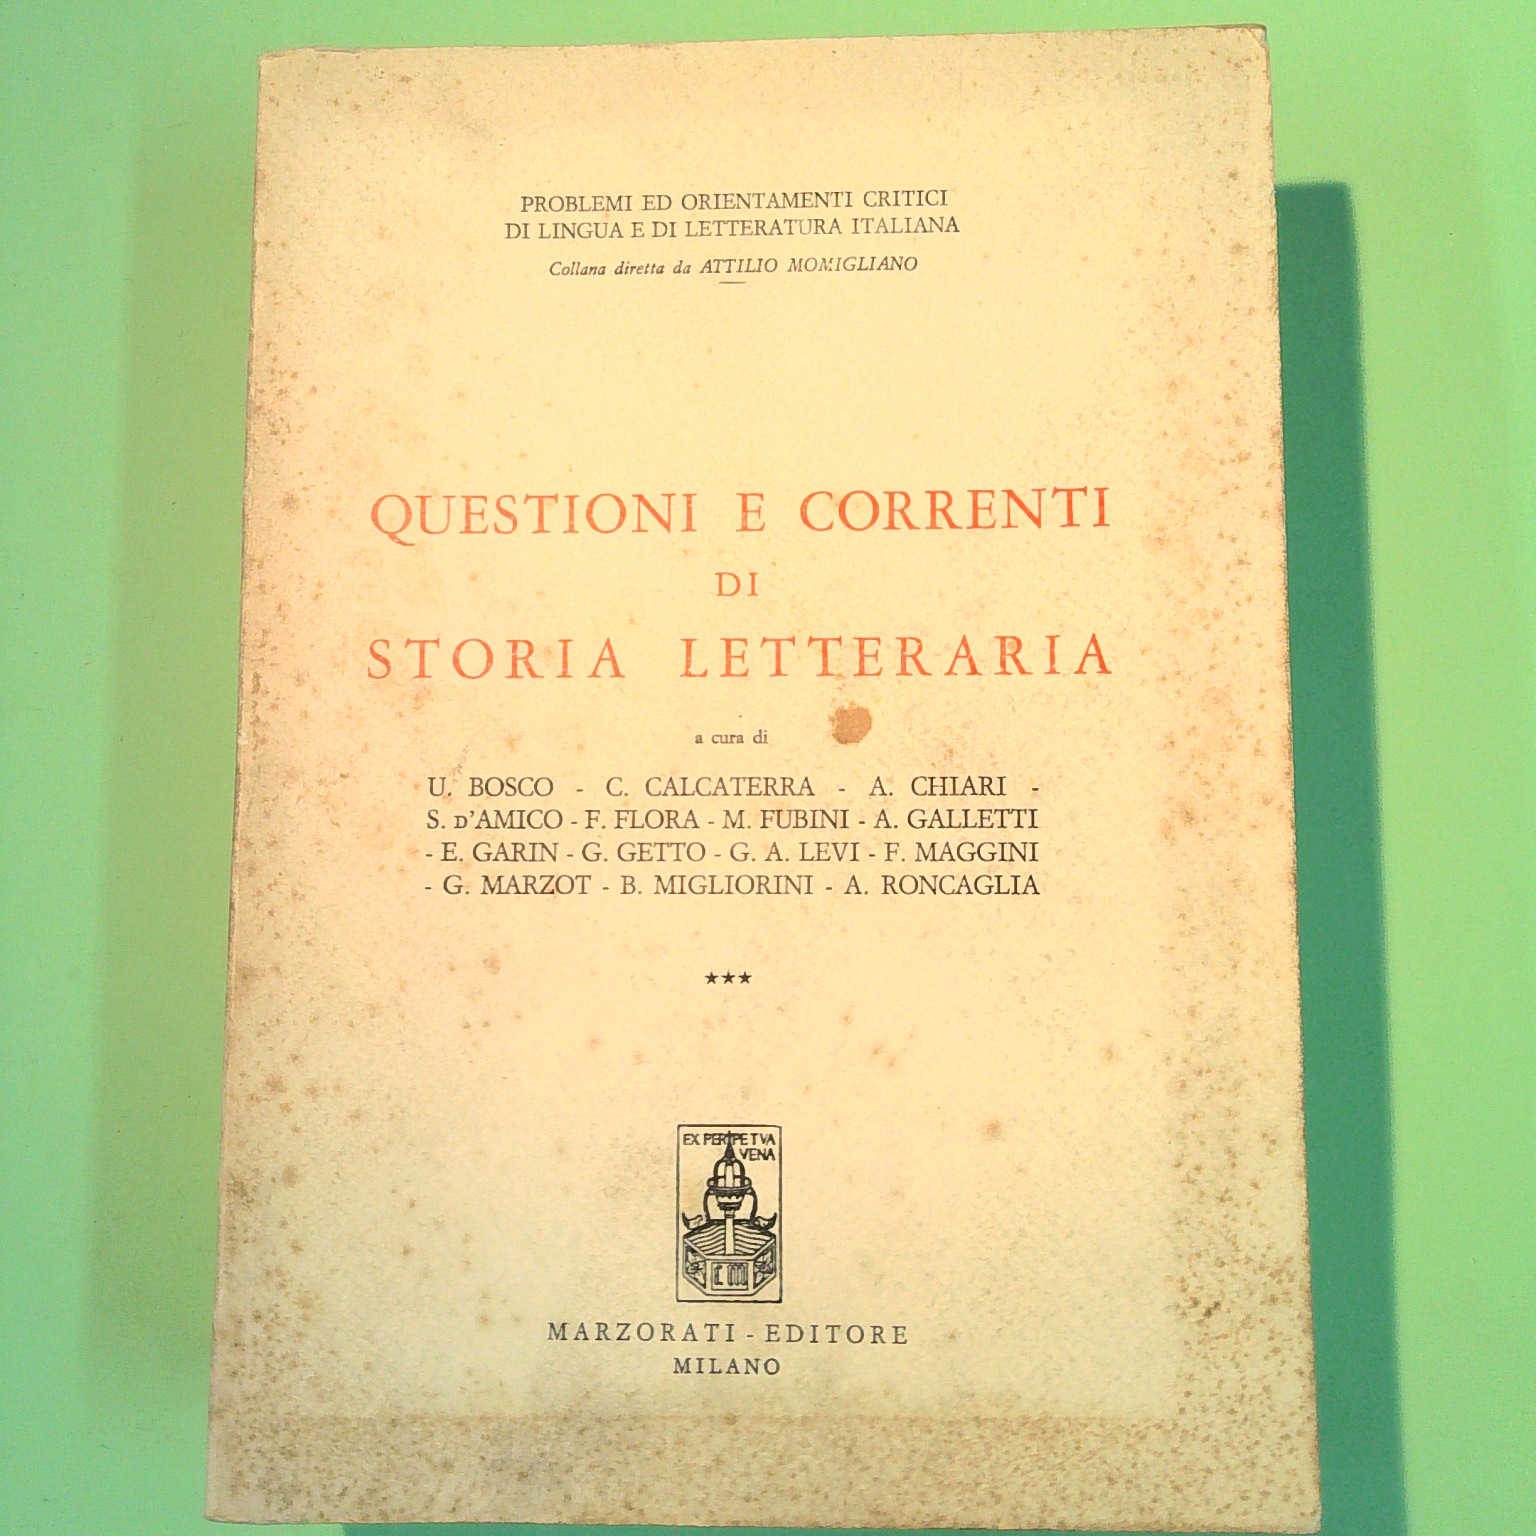 PROBLEMI ED ORIENTAMENTI CRITICI
DI LINGUA E DI LETTERATURA ITALIANA
Collana diretta da ATTILIO MOMIGLIANO
QUESTIONI E CORRENTI
DI
STORIA LETTERARIA
a cura di
U. BOSCO - C. CALCATERRA - A. CHIARI -
S. D'AMICO - F. FLORA - M. FUBINI - A. GALLETTI
- E. GARIN - G. GETTO - G. A. LEVI - F. MAGGINI
- G. MARZOT - B. MIGLIORINI - A. RONCAGLIA
★★★
EX PERPETVA
VENA
CM
MARZORATI - EDITORE
MILANO